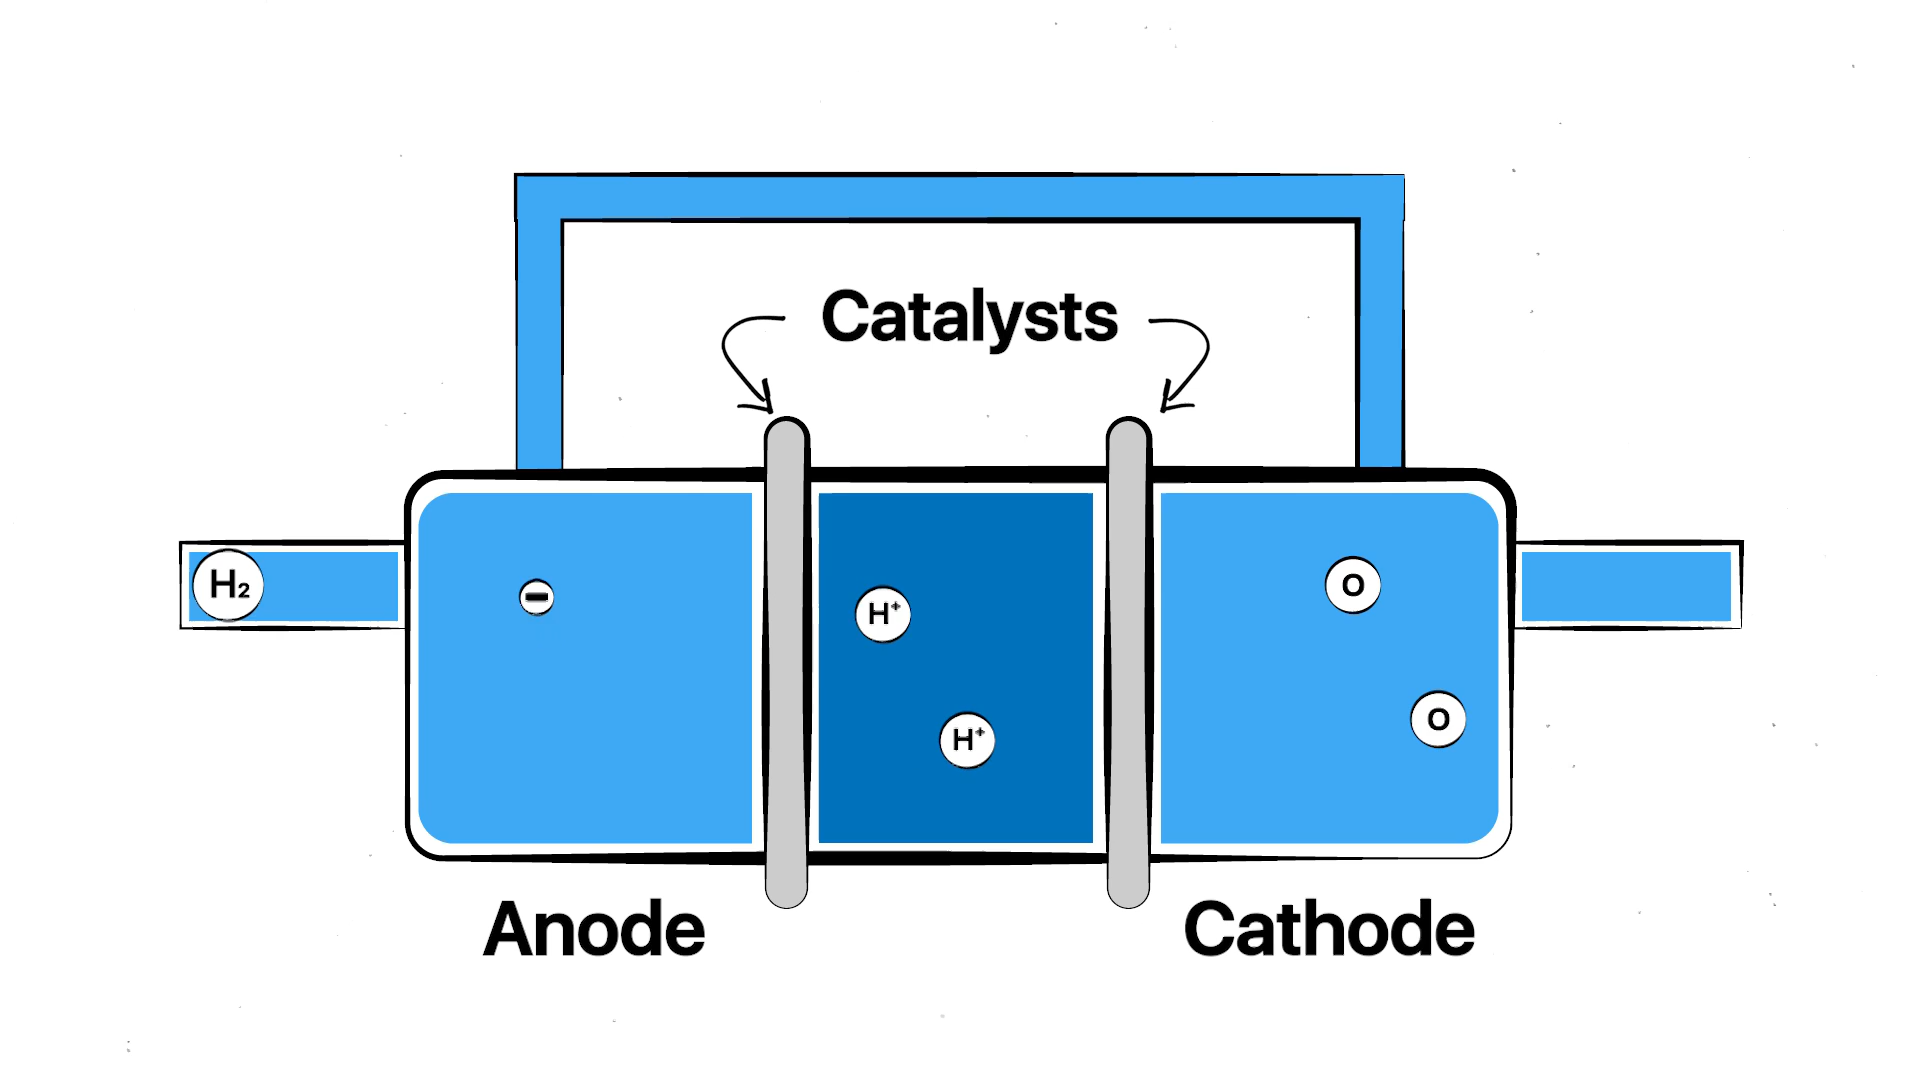 Catalysts
H₂
−
H⁺
H⁺
O
O
Anode
Cathode